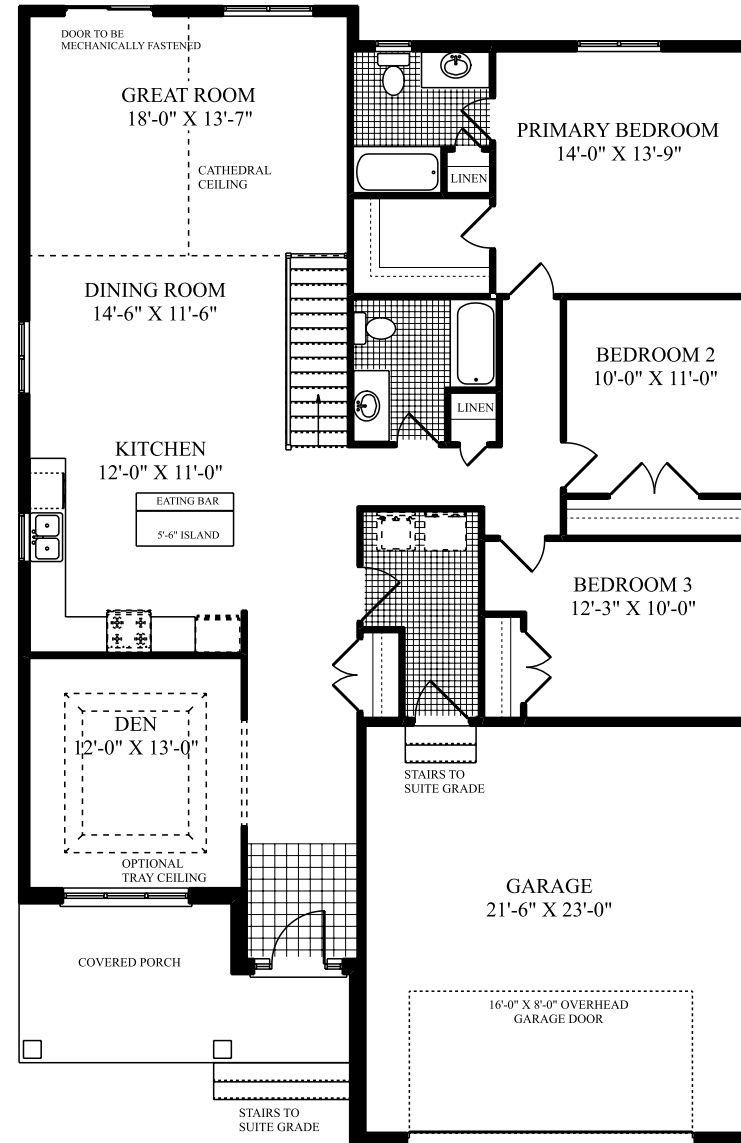 DOOR TO BE
MECHANICALLY FASTENED
GREAT ROOM
18'-0" X 13'-7"
CATHEDRAL
CEILING
LINEN
PRIMARY BEDROOM
14'-0" X 13'-9"
DINING ROOM
14'-6" X 11'-6"
BEDROOM 2
10'-0" X 11'-0"
LINEN
KITCHEN
12'-0" X 11'-0"
EATING BAR
5'-6" ISLAND
BEDROOM 3
12'-3" X 10'-0"
DEN
12'-0" X 13'-0"
OPTIONAL
TRAY CEILING
STAIRS TO
SUITE GRADE
GARAGE
21'-6" X 23'-0"
COVERED PORCH
16'-0" X 8'-0" OVERHEAD
GARAGE DOOR
STAIRS TO
SUITE GRADE